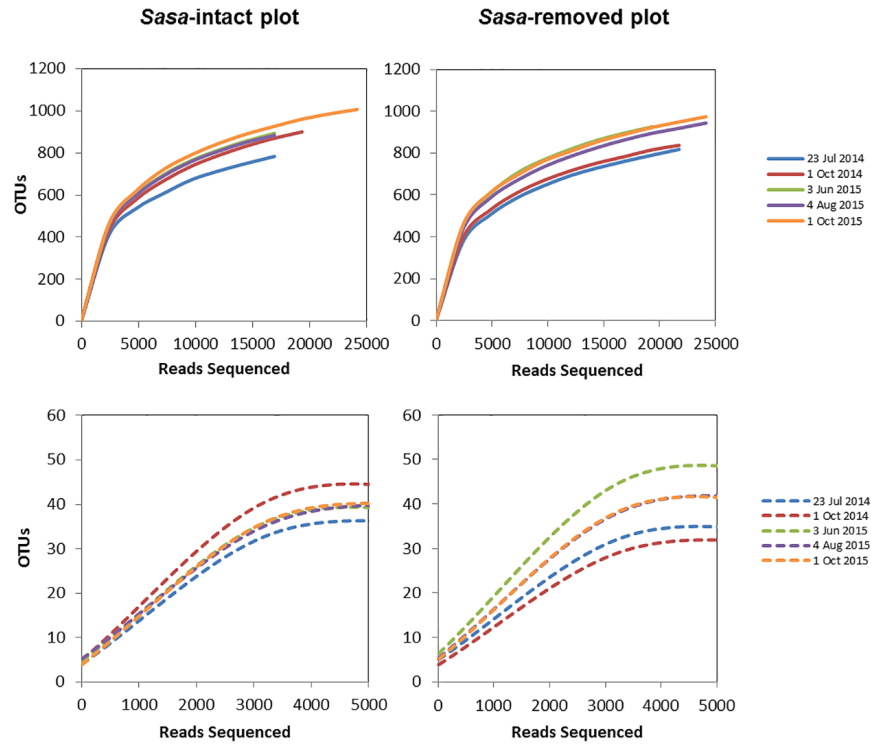 Sasa-intact plot
Sasa-removed plot
1200
1000
800
600
400
200
0
OTUs
0 5000 10000 15000 20000 25000
Reads Sequenced
1200
1000
800
600
400
200
0
0 5000 10000 15000 20000 25000
Reads Sequenced
23 Jul 2014
1 Oct 2014
3 Jun 2015
4 Aug 2015
1 Oct 2015
60
50
40
30
20
10
0
OTUs
0 1000 2000 3000 4000 5000
Reads Sequenced
60
50
40
30
20
10
0
0 1000 2000 3000 4000 5000
Reads Sequenced
23 Jul 2014
1 Oct 2014
3 Jun 2015
4 Aug 2015
1 Oct 2015